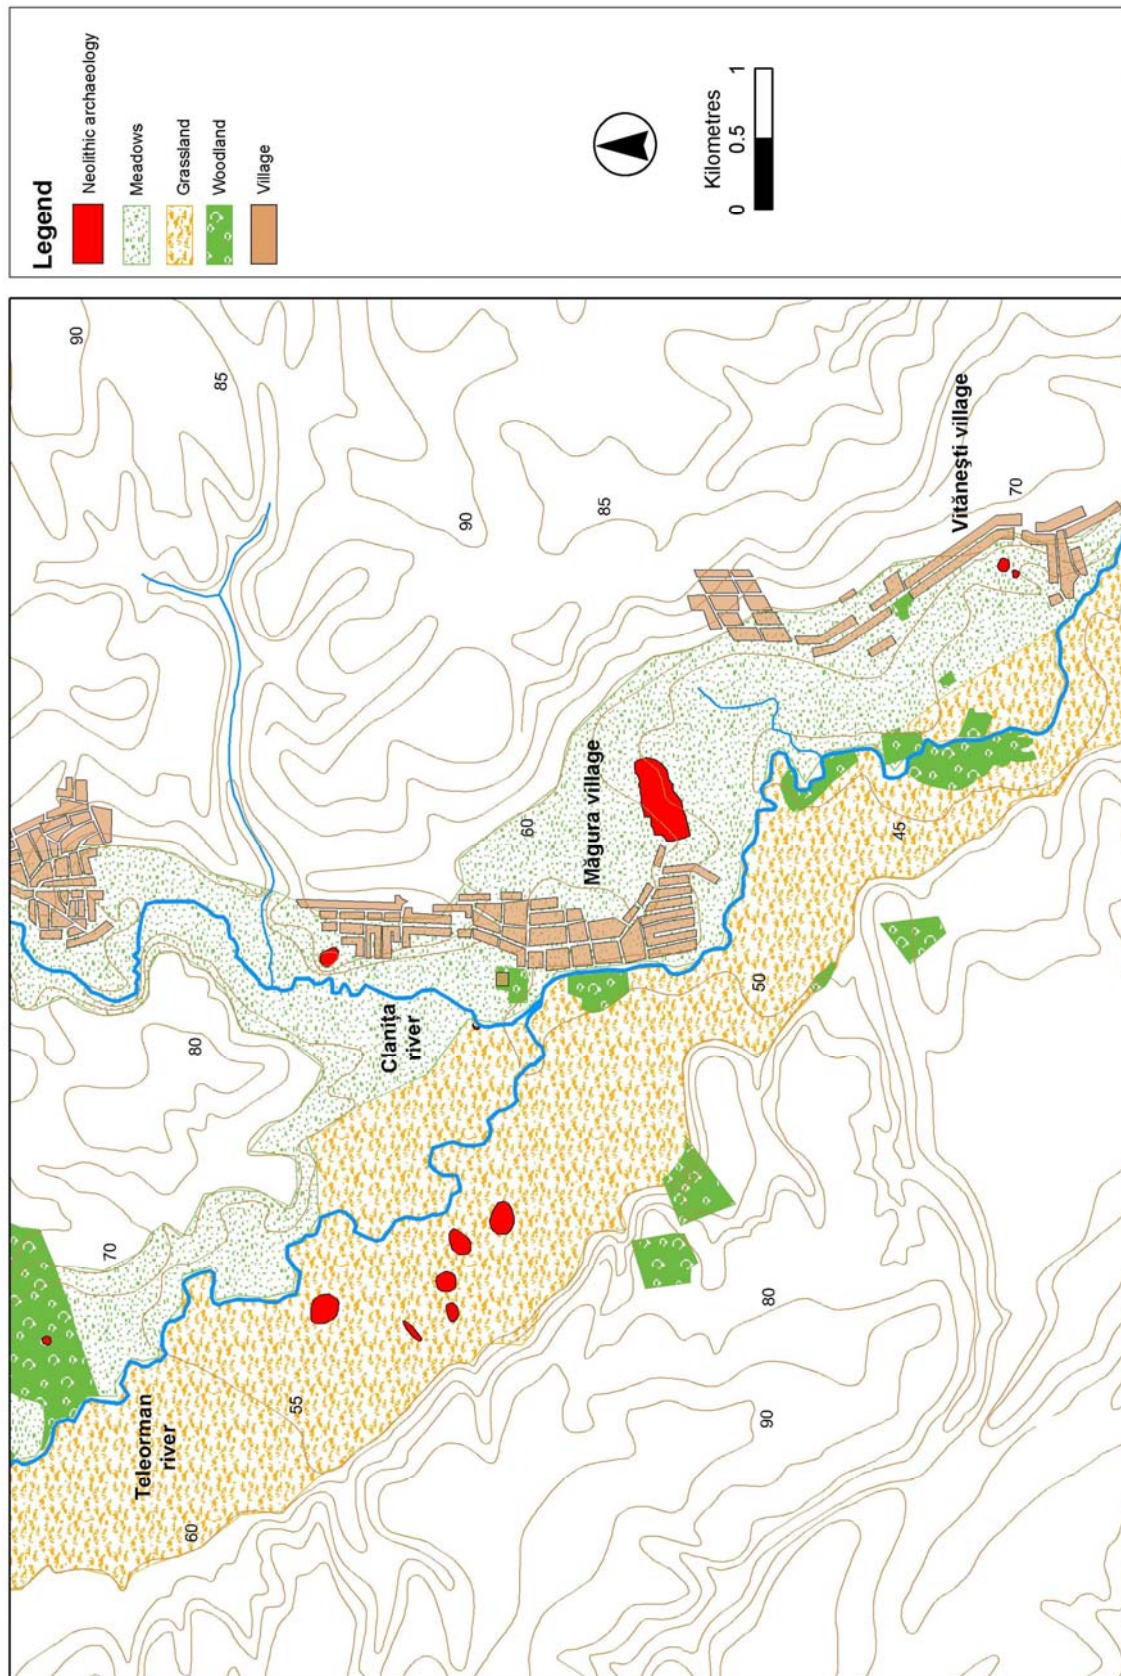 Legend
Neolithic archaeology
Meadows
Grassland
Woodland
Village
Kilometres
0 0.5 1
90
85
90
85
80
70
60
60
55
50
45
70
80
90
Teleorman
river
Clanița
river
Măgura village
Vităneşti village